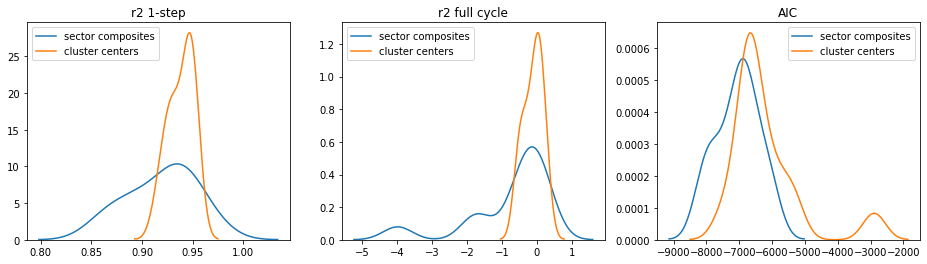 r2 1-step
sector composites
cluster centers
25
20
15
10
5
0
0.80 0.85 0.90 0.95 1.00
r2 full cycle
sector composites
cluster centers
1.2
1.0
0.8
0.6
0.4
0.2
0.0
−5 −4 −3 −2 −1 0 1
AIC
sector composites
cluster centers
0.0006
0.0005
0.0004
0.0003
0.0002
0.0001
0.0000
−9000 −8000 −7000 −6000 −5000 −4000 −3000 −2000